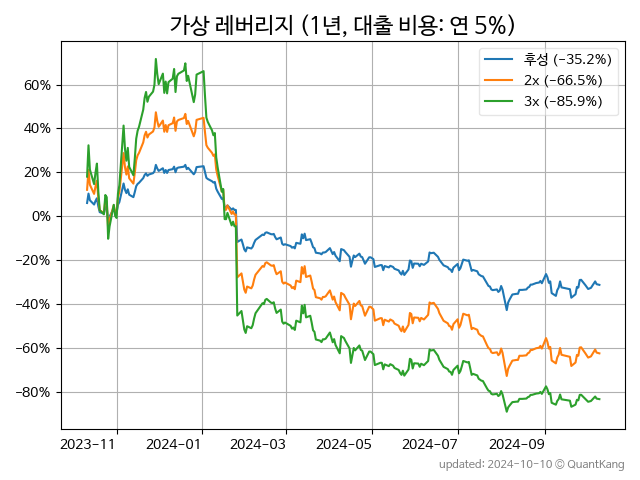 가상 레버리지 (1년, 대출 비용: 연 5%)
후성 (-35.2%)
2x (-66.5%)
3x (-85.9%)
60%
40%
20%
0%
-20%
-40%
-60%
-80%
2023-11 2024-01 2024-03 2024-05 2024-07 2024-09
updated: 2024-10-10 © QuantKang